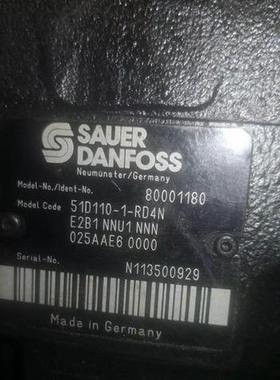 SAUER
DANFOSS
Neumünster/Germany
Model-No./Ident-No. 80001180
Model Code 51D110-1-RD4N
E2B1 NNU1 NNN
025AAE6 0000
Serial-No. N113500929
Made in Germany